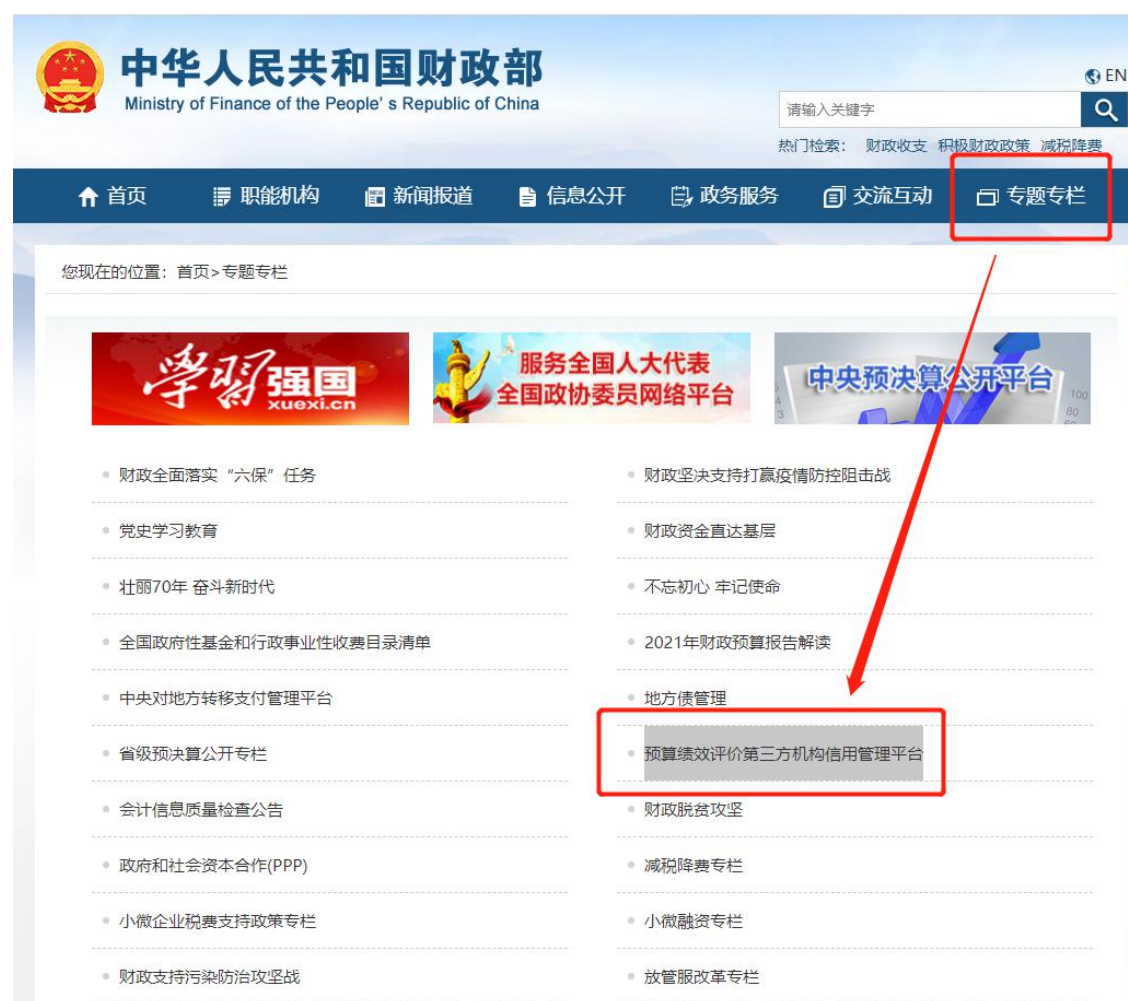 中华人民共和国财政部
Ministry of Finance of the People' s Republic of China
EN
请输入关键字
热门检索： 财政收支 积极财政政策 减税降费
首页 职能机构 新闻报道 信息公开 政务服务 交流互动 专题专栏
您现在的位置：首页>专题专栏
学习强国
xuexi.cn
服务全国人大代表
全国政协委员网络平台
中央预决算公开平台
100
80
财政全面落实“六保”任务
财政坚决支持打赢疫情防控阻击战
党史学习教育
财政资金直达基层
壮丽70年 奋斗新时代
不忘初心 牢记使命
全国政府性基金和行政事业性收费目录清单
2021年财政预算报告解读
中央对地方转移支付管理平台
地方债管理
省级预决算公开专栏
预算绩效评价第三方机构信用管理平台
会计信息质量检查公告
财政脱贫攻坚
政府和社会资本合作(PPP)
减税降费专栏
小微企业税费支持政策专栏
小微融资专栏
财政支持污染防治攻坚战
放管服改革专栏